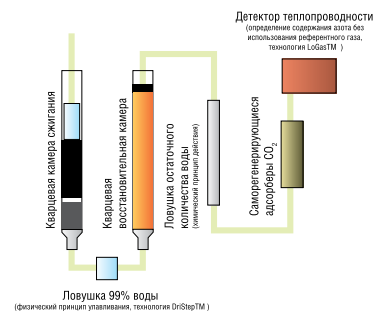 Детектор теплопроводности
(определение содержания азота без
использования референтного газа,
технология LoGasTM )
Кварцевая камера сжигания
Кварцевая
восстановительная камера
Ловушка остаточного
количества воды
(химический принцип действия)
Саморегенерирующиеся
адсорберы CO2
Ловушка 99% воды
(физический принцип улавливания, технология DriStepTM )